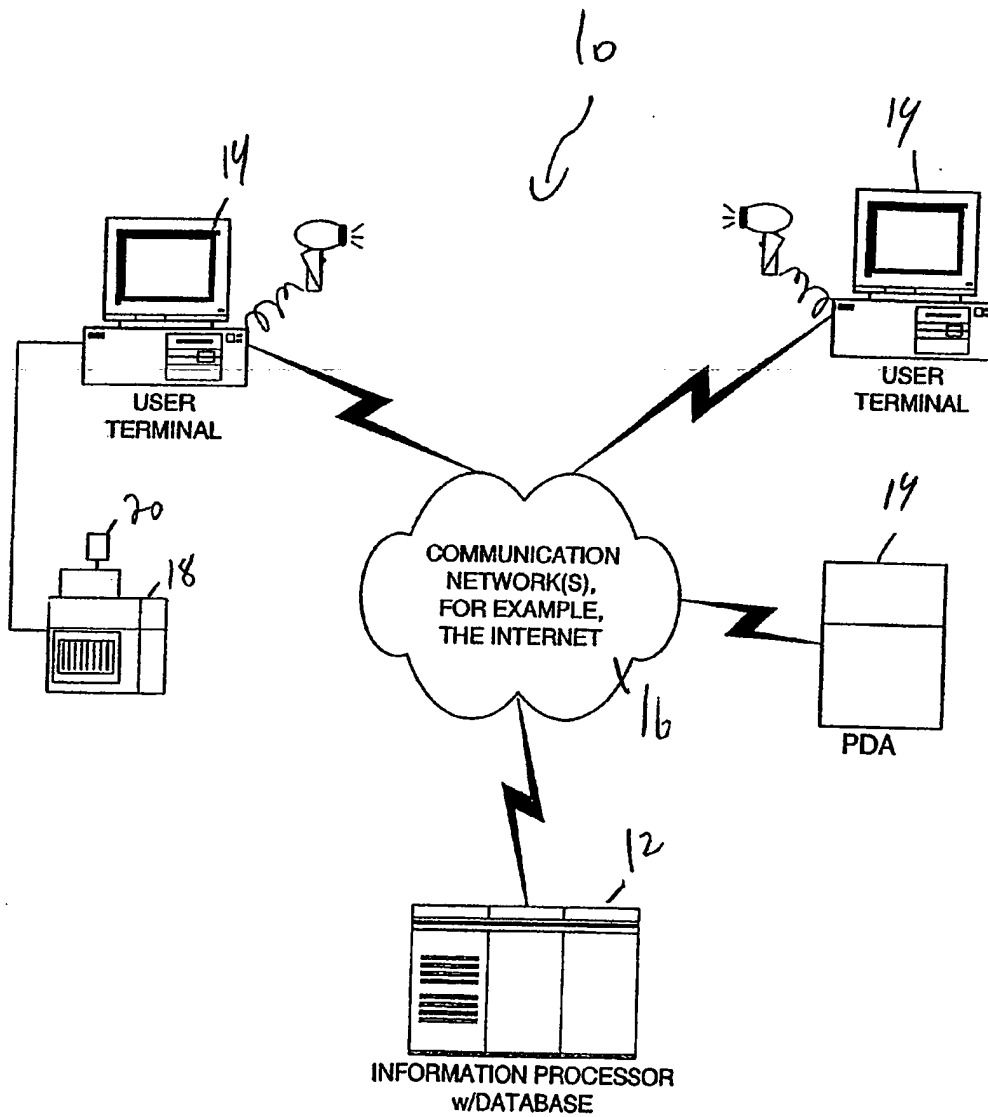 10
14
14
USER
TERMINAL
USER
TERMINAL
20
18
14
COMMUNICATION
NETWORK(S),
FOR EXAMPLE,
THE INTERNET
16
PDA
12
INFORMATION PROCESSOR
w/DATABASE